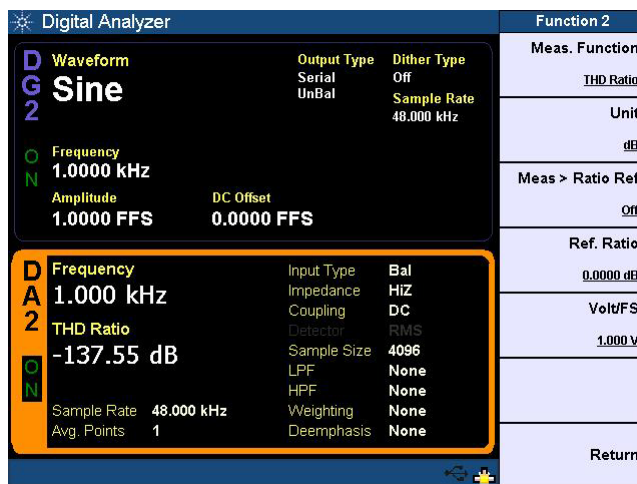 Digital Analyzer
DG2
ON
Waveform
Sine
Output Type
Serial
UnBal
Dither Type
Off
Sample Rate
48.000 kHz
Frequency
1.0000 kHz
Amplitude
1.0000 FFS
DC Offset
0.0000 FFS
DA2
ON
Frequency
1.000 kHz
THD Ratio
-137.55 dB
Sample Rate 48.000 kHz
Avg. Points 1
Input Type Bal
Impedance HiZ
Coupling DC
Detector RMS
Sample Size 4096
LPF None
HPF None
Weighting None
Deemphasis None
Function 2
Meas. Function
THD Ratio
Unit
dB
Meas > Ratio Ref
Off
Ref. Ratio
0.0000 dB
Volt/FS
1.000 V
Return